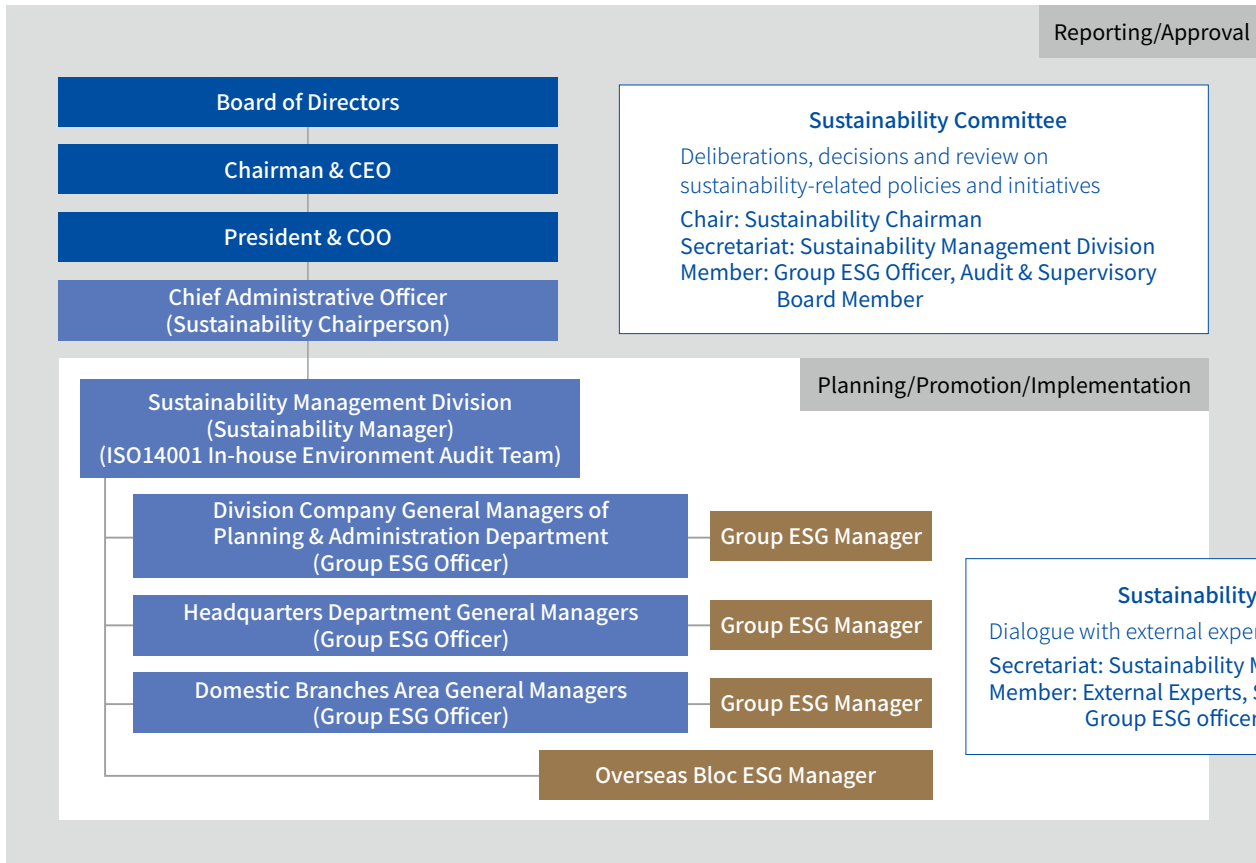 Reporting/Approval
Board of Directors
Chairman & CEO
President & COO
Chief Administrative Officer
(Sustainability Chairperson)
Sustainability Committee
Deliberations, decisions and review on
sustainability-related policies and initiatives
Chair: Sustainability Chairman
Secretariat: Sustainability Management Division
Member: Group ESG Officer, Audit & Supervisory
Board Member
Planning/Promotion/Implementation
Sustainability Management Division
(Sustainability Manager)
(ISO14001 In-house Environment Audit Team)
Division Company General Managers of
Planning & Administration Department
(Group ESG Officer)
Group ESG Manager
Headquarters Department General Managers
(Group ESG Officer)
Group ESG Manager
Domestic Branches Area General Managers
(Group ESG Officer)
Group ESG Manager
Overseas Bloc ESG Manager
Sustainability
Dialogue with external
Secretariat: Sustainability
Member: External Experts,
Group ESG officer